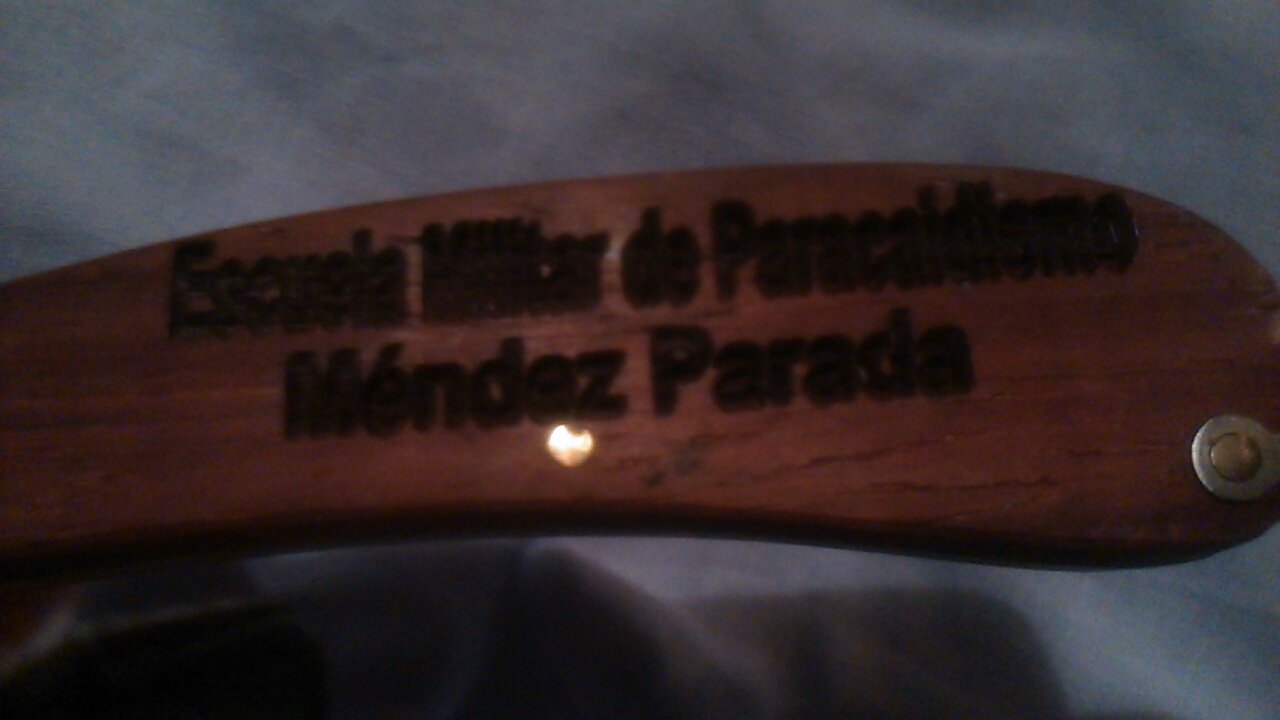 Escuela Militar de Paracaidismo
Méndez Parada